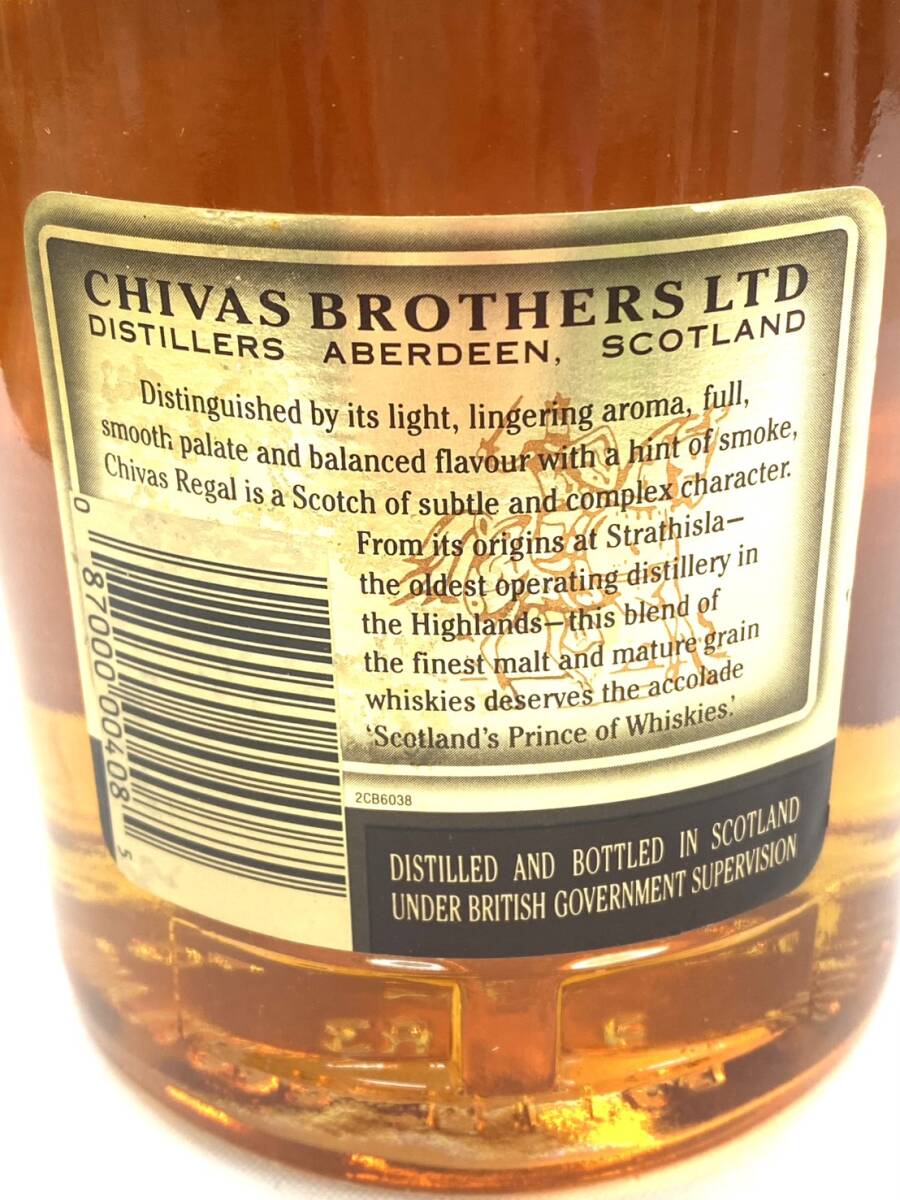 CHIVAS BROTHERS LTD
DISTILLERS ABERDEEN, SCOTLAND
Distinguished by its light, lingering aroma, full,
smooth palate and balanced flavour with a hint of smoke,
Chivas Regal is a Scotch of subtle and complex character.
From its origins at Strathisla—
the oldest operating distillery in
the Highlands—this blend of
the finest malt and mature grain
whiskies deserves the accolade
‘Scotland's Prince of Whiskies.’
0 87000 00408 5
2CB6038
DISTILLED AND BOTTLED IN SCOTLAND
UNDER BRITISH GOVERNMENT SUPERVISION